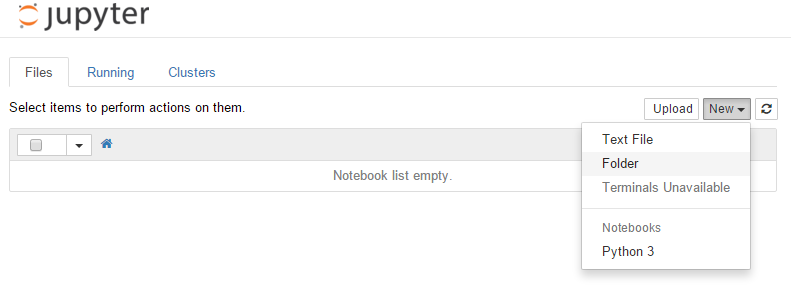 jupyter
Files Running Clusters
Select items to perform actions on them.
Upload New
Text File
Folder
Notebook list empty.
Terminals Unavailable
Notebooks
Python 3